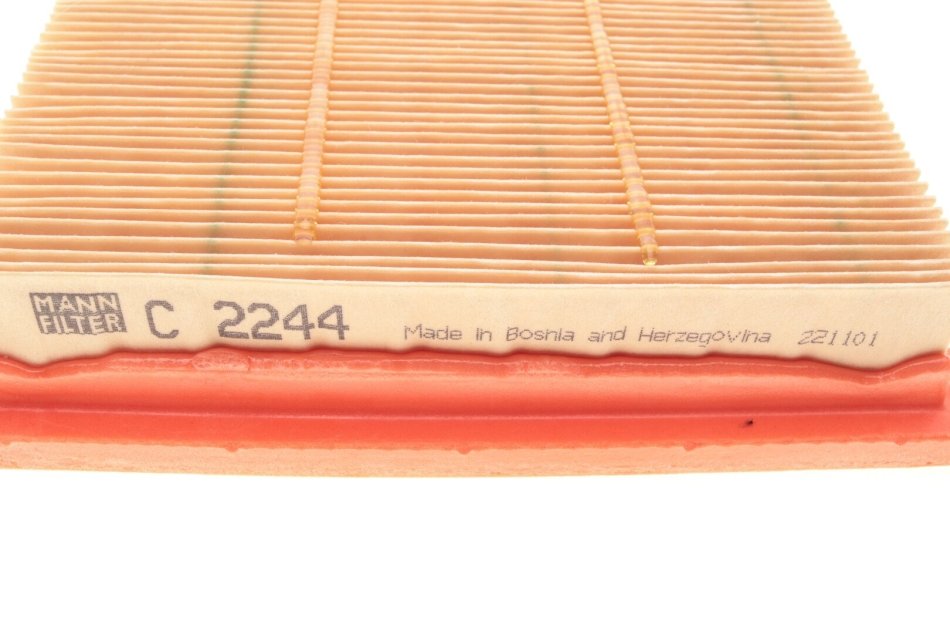 MANN
FILTER
C 2244 Made in Bosnia and Herzegovina 221101